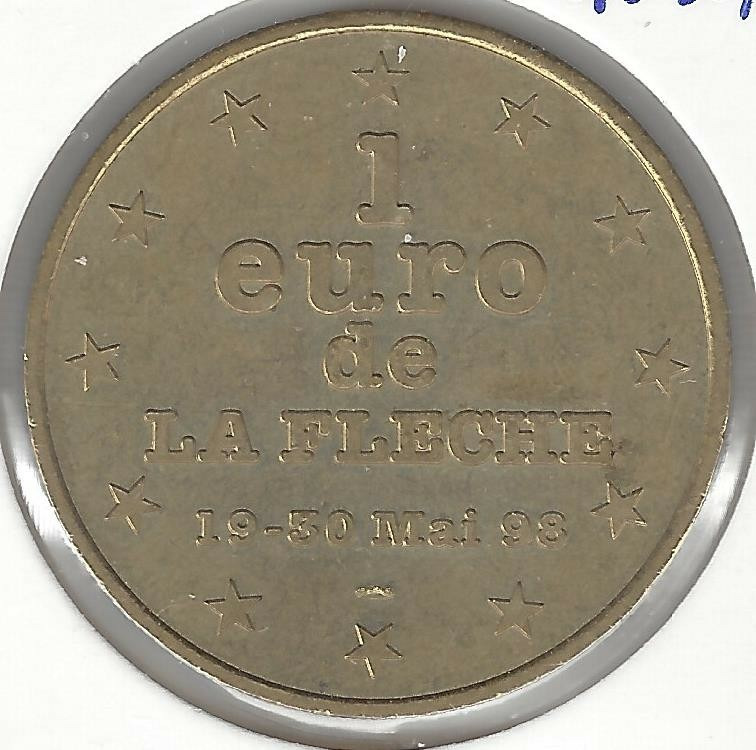 1
euro
de
LA FLECHE
19-30 Mai 98